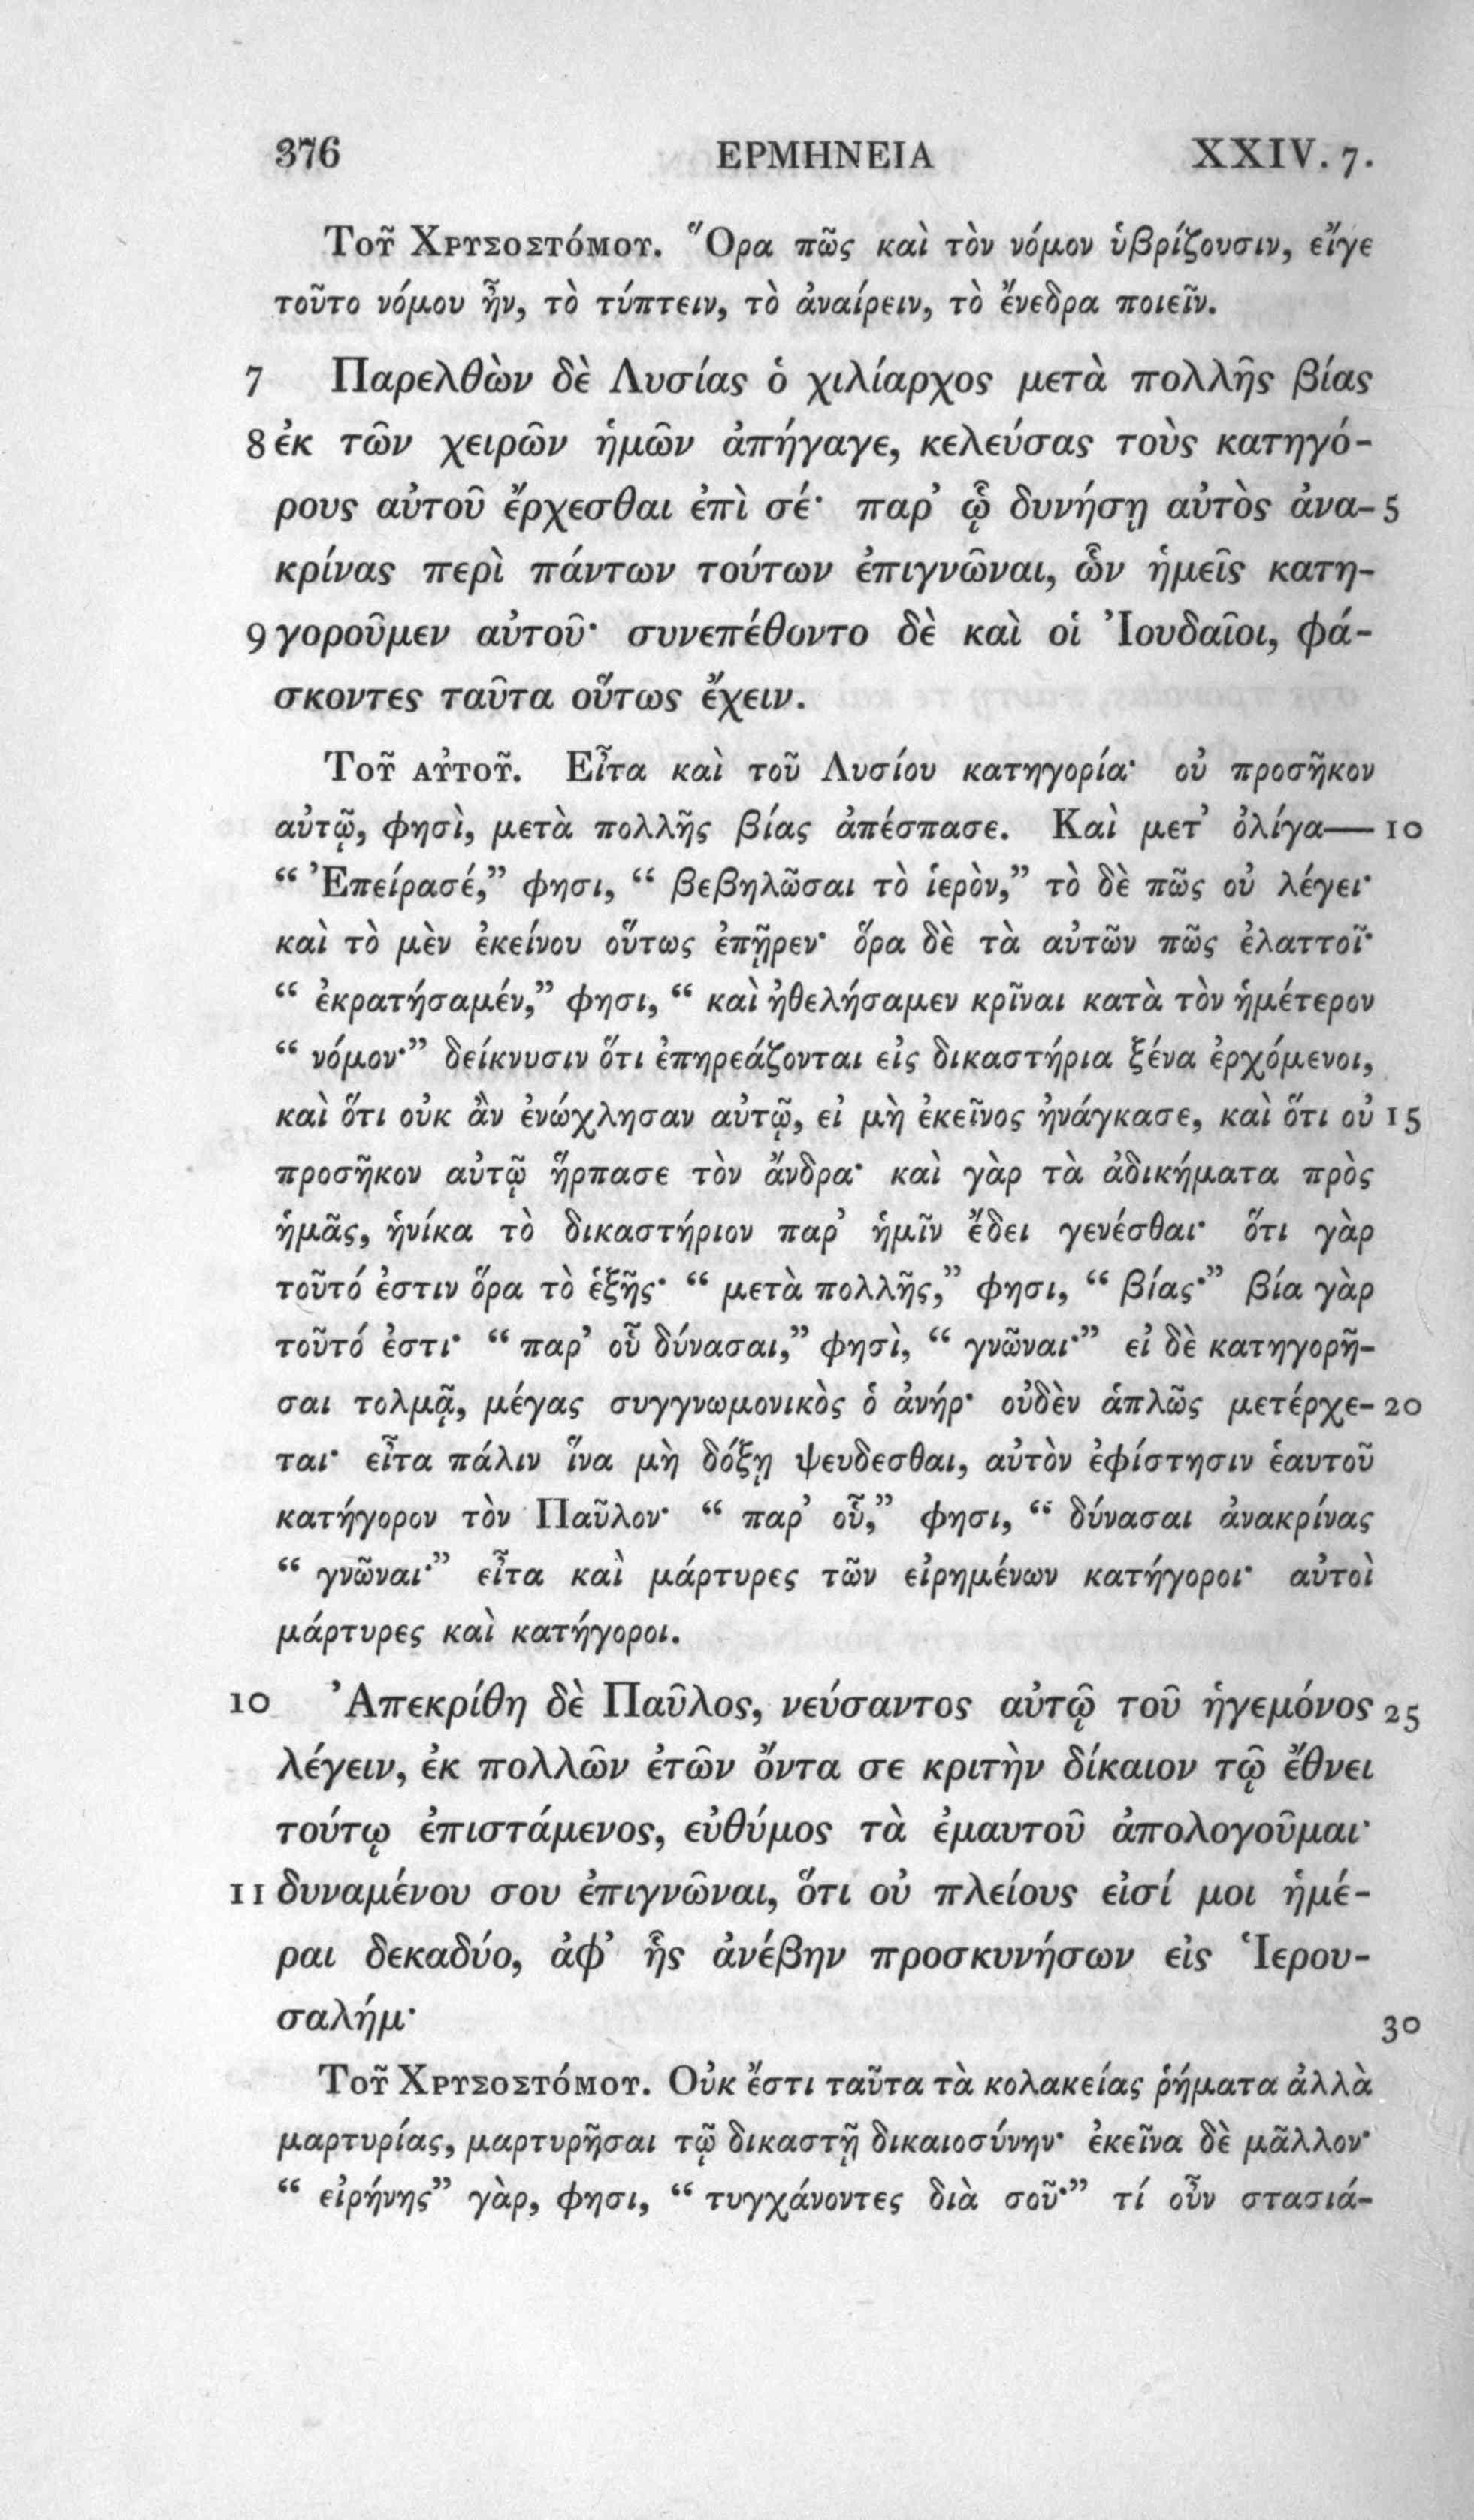 376 ΕΡΜΗΝΕΙΑ XXIV. 7.
Τοῦ Χρυσοστόμου. Ὅρα πῶς καὶ τὸν νόμον ὑβρίζουσιν, εἴγε
τοῦτο νόμου ἦν, τὸ τύπτειν, τὸ ἀναίρειν, τὸ ἔνεδρα ποιεῖν.
7 Παρελθὼν δὲ Λυσίας ὁ χιλίαρχος μετὰ πολλῆς βίας
8 ἐκ τῶν χειρῶν ἡμῶν ἀπήγαγε, κελεύσας τοὺς κατηγό-
ρους αὐτοῦ ἔρχεσθαι ἐπὶ σέ· παρ’ ᾧ δυνήσῃ αὐτὸς ἀνα- 5
κρίνας περὶ πάντων τούτων ἐπιγνῶναι, ὧν ἡμεῖς κατη-
9 γοροῦμεν αὐτοῦ· συνεπέθοντο δὲ καὶ οἱ Ἰουδαῖοι, φά-
σκοντες ταῦτα οὕτως ἔχειν.
Τοῦ αὐτοῦ. Εἶτα καὶ τοῦ Λυσίου κατηγορία· οὐ προσῆκον
αὐτῷ, φησὶ, μετὰ πολλῆς βίας ἀπέσπασε. Καὶ μετ’ ὀλίγα— 10
“ Ἐπείρασέ,” φησι, “ βεβηλῶσαι τὸ ἱερὸν,” τὸ δὲ πῶς οὐ λέγει·
καὶ τὸ μὲν ἐκείνου οὕτως ἐπῇρεν· ὅρα δὲ τὰ αὐτῶν πῶς ἐλαττοῖ·
“ ἐκρατήσαμέν,” φησι, “ καὶ ἠθελήσαμεν κρῖναι κατὰ τὸν ἡμέτερον
“ νόμον·” δείκνυσιν ὅτι ἐπηρεάζονται εἰς δικαστήρια ξένα ἐρχόμενοι,
καὶ ὅτι οὐκ ἂν ἐνώχλησαν αὐτῷ, εἰ μὴ ἐκεῖνος ἠνάγκασε, καὶ ὅτι οὐ 15
προσῆκον αὐτῷ ἥρπασε τὸν ἄνδρα· καὶ γὰρ τὰ ἀδικήματα πρὸς
ἡμᾶς, ἡνίκα τὸ δικαστήριον παρ’ ἡμῖν ἔδει γενέσθαι· ὅτι γὰρ
τοῦτό ἐστιν ὅρα τὸ ἑξῆς· “ μετὰ πολλῆς,” φησι, “ βίας·” βία γὰρ
τοῦτό ἐστι· “ παρ’ οὗ δύνασαι,” φησὶ, “ γνῶναι·” εἰ δὲ κατηγορῆ-
σαι τολμᾷ, μέγας συγγνωμονικὸς ὁ ἀνήρ· οὐδὲν ἁπλῶς μετέρχε- 20
ται· εἶτα πάλιν ἵνα μὴ δόξῃ ψευδεσθαι, αὐτὸν ἐφίστησιν ἑαυτοῦ
κατήγορον τὸν Παῦλον· “ παρ’ οὗ,” φησι, “ δύνασαι ἀνακρίνας
“ γνῶναι·” εἶτα καὶ μάρτυρες τῶν εἰρημένων κατήγοροι· αὐτοὶ
μάρτυρες καὶ κατήγοροι.
10 Ἀπεκρίθη δὲ Παῦλος, νεύσαντος αὐτῷ τοῦ ἡγεμόνος 25
λέγειν, ἐκ πολλῶν ἐτῶν ὄντα σε κριτὴν δίκαιον τῷ ἔθνει
τούτῳ ἐπιστάμενος, εὐθύμος τὰ ἐμαυτοῦ ἀπολογοῦμαι·
11 δυναμένου σου ἐπιγνῶναι, ὅτι οὐ πλείους εἰσί μοι ἡμέ-
ραι δεκαδύο, ἀφ’ ἧς ἀνέβην προσκυνήσων εἰς Ἱερου-
σαλήμ· 30
Τοῦ Χρυσοστόμου. Οὐκ ἔστι ταῦτα τὰ κολακείας ῥήματα ἀλλὰ
μαρτυρίας, μαρτυρῆσαι τῷ δικαστῇ δικαιοσύνην· ἐκεῖνα δὲ μᾶλλον·
“ εἰρήνης” γὰρ, φησι, “ τυγχάνοντες διὰ σοῦ·” τί οὖν στασιά-